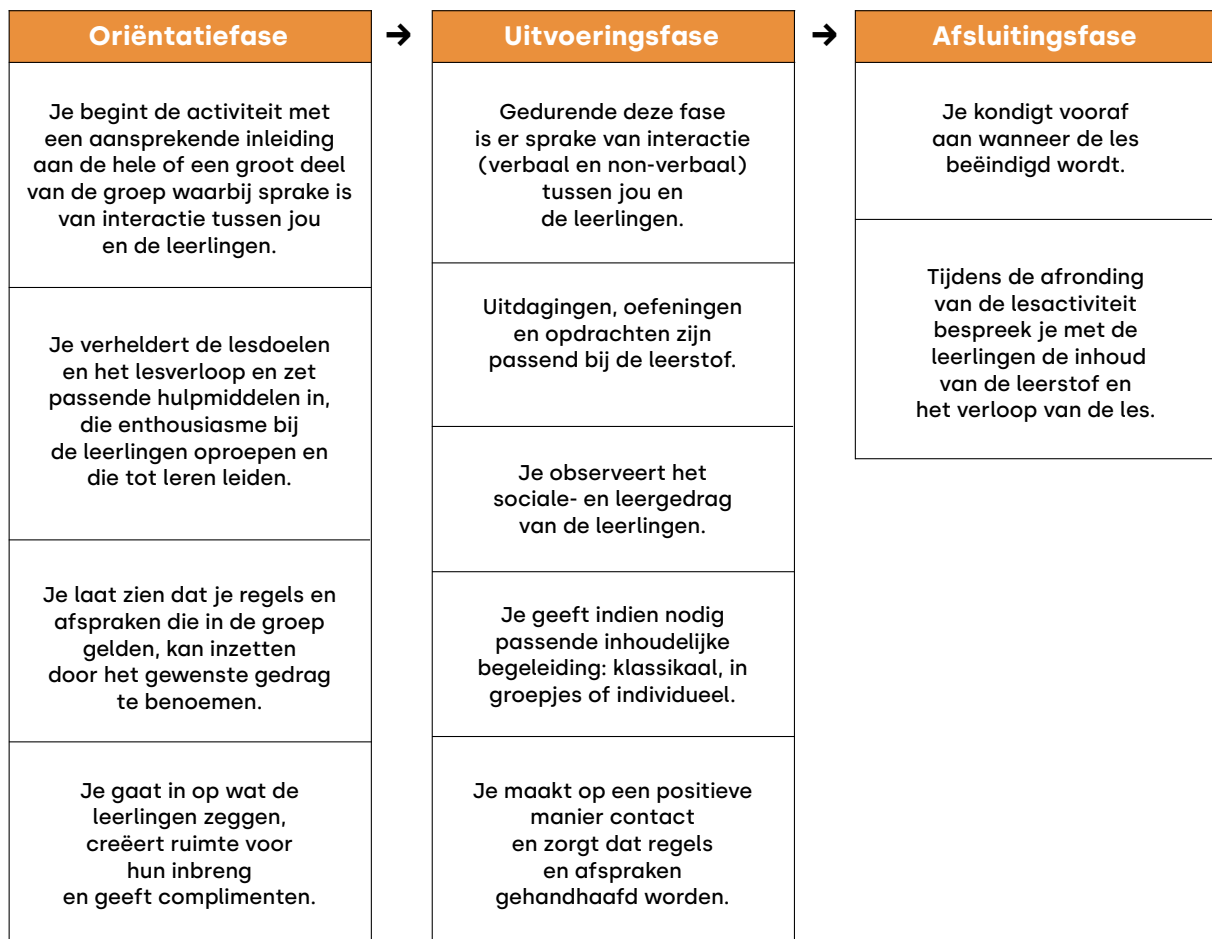 Oriëntatiefase → Uitvoeringsfase → Afsluitingsfase
Je begint de activiteit met
een aansprekende inleiding
aan de hele of een groot deel
van de groep waarbij sprake is
van interactie tussen jou
en de leerlingen.
Je verheldert de lesdoelen
en het lesverloop en zet
passende hulpmiddelen in,
die enthousiasme bij
de leerlingen oproepen en
die tot leren leiden.
Je laat zien dat je regels en
afspraken die in de groep
gelden, kan inzetten
door het gewenste gedrag
te benoemen.
Je gaat in op wat de
leerlingen zeggen,
creëert ruimte voor
hun inbreng
en geeft complimenten.
Gedurende deze fase
is er sprake van interactie
(verbaal en non-verbaal)
tussen jou en
de leerlingen.
Uitdagingen, oefeningen
en opdrachten zijn
passend bij de leerstof.
Je observeert het
sociale- en leergedrag
van de leerlingen.
Je geeft indien nodig
passende inhoudelijke
begeleiding: klassikaal, in
groepjes of individueel.
Je maakt op een positieve
manier contact
en zorgt dat regels
en afspraken
gehandhaafd worden.
Je kondigt vooraf
aan wanneer de les
beëindigd wordt.
Tijdens de afronding
van de lesactiviteit
bespreek je met de
leerlingen de inhoud
van de leerstof en
het verloop van de les.